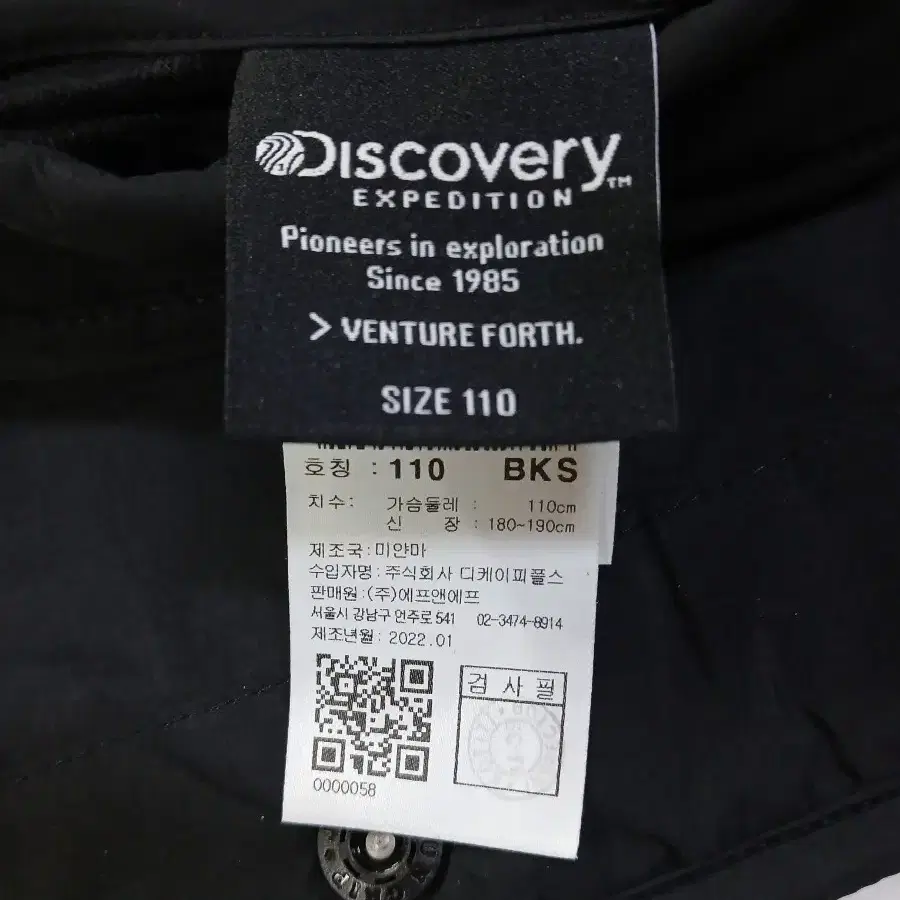 DISCOVERY™
EXPEDITION
Pioneers in exploration
Since 1985
> VENTURE FORTH.
SIZE 110
호칭 : 110 BKS
치수: 가슴둘레 : 110cm
신 장 : 180~190cm
제조국:미얀마
수입자명:주식회사 디케이피플스
판매원:(주)에프앤에프
서울시 강남구 언주로 541 02-3474-8914
제조년월: 2022.01
검사필
0000058